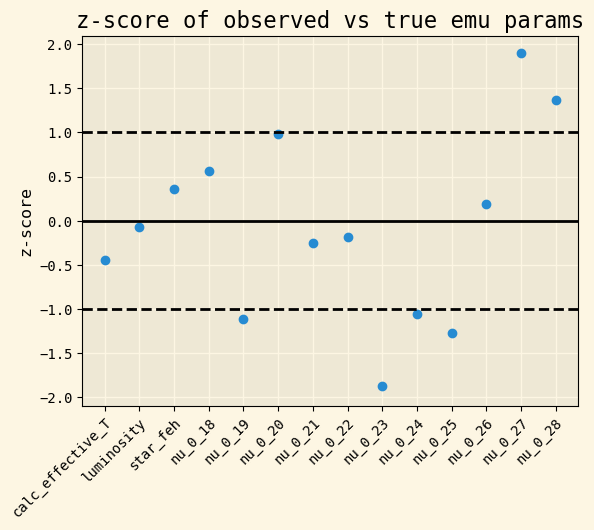 z-score of observed vs true emu params
z-score
2.0
1.5
1.0
0.5
0.0
−0.5
−1.0
−1.5
−2.0
calc_effective_T
luminosity
star_feh
nu_0_18
nu_0_19
nu_0_20
nu_0_21
nu_0_22
nu_0_23
nu_0_24
nu_0_25
nu_0_26
nu_0_27
nu_0_28